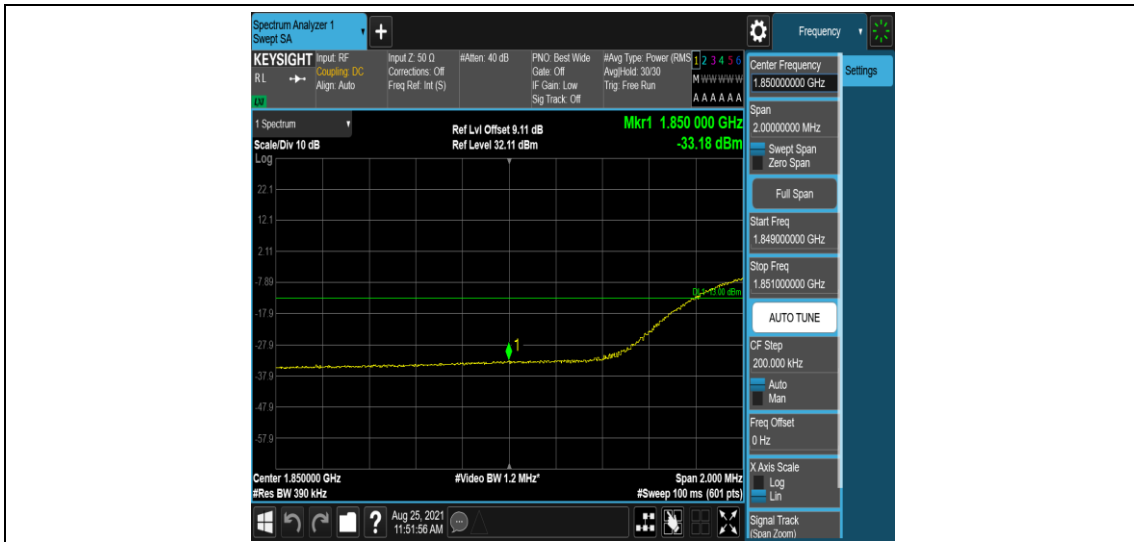 Spectrum Analyzer 1
Swept SA
+
Frequency
KEYSIGHT
RL
LXI
Input: RF
Coupling: DC
Align: Auto
Input Z: 50 Ω
Corrections: Off
Freq Ref: Int (S)
#Atten: 40 dB
PNO: Best Wide
Gate: Off
IF Gain: Low
Sig Track: Off
#Avg Type: Power (RMS
Avg|Hold: 30/30
Trig: Free Run
1 2 3 4 5 6
M W W W W W
A A A A A A
1 Spectrum
Scale/Div 10 dB
Ref Lvl Offset 9.11 dB
Ref Level 32.11 dBm
Mkr1 1.850 000 GHz
-33.18 dBm
Log
22.1
12.1
2.11
-7.89
-17.9
-27.9
-37.9
-47.9
-57.9
DL1 -13.00 dBm
1
Center 1.850000 GHz
#Res BW 390 kHz
#Video BW 1.2 MHz*
Span 2.000 MHz
#Sweep 100 ms (601 pts)
Center Frequency
1.850000000 GHz
Settings
Span
2.00000000 MHz
Swept Span
Zero Span
Full Span
Start Freq
1.849000000 GHz
Stop Freq
1.851000000 GHz
AUTO TUNE
CF Step
200.000 kHz
Auto
Man
Freq Offset
0 Hz
X Axis Scale
Log
Lin
Signal Track
(Span Zoom)
?
Aug 25, 2021
11:51:56 AM